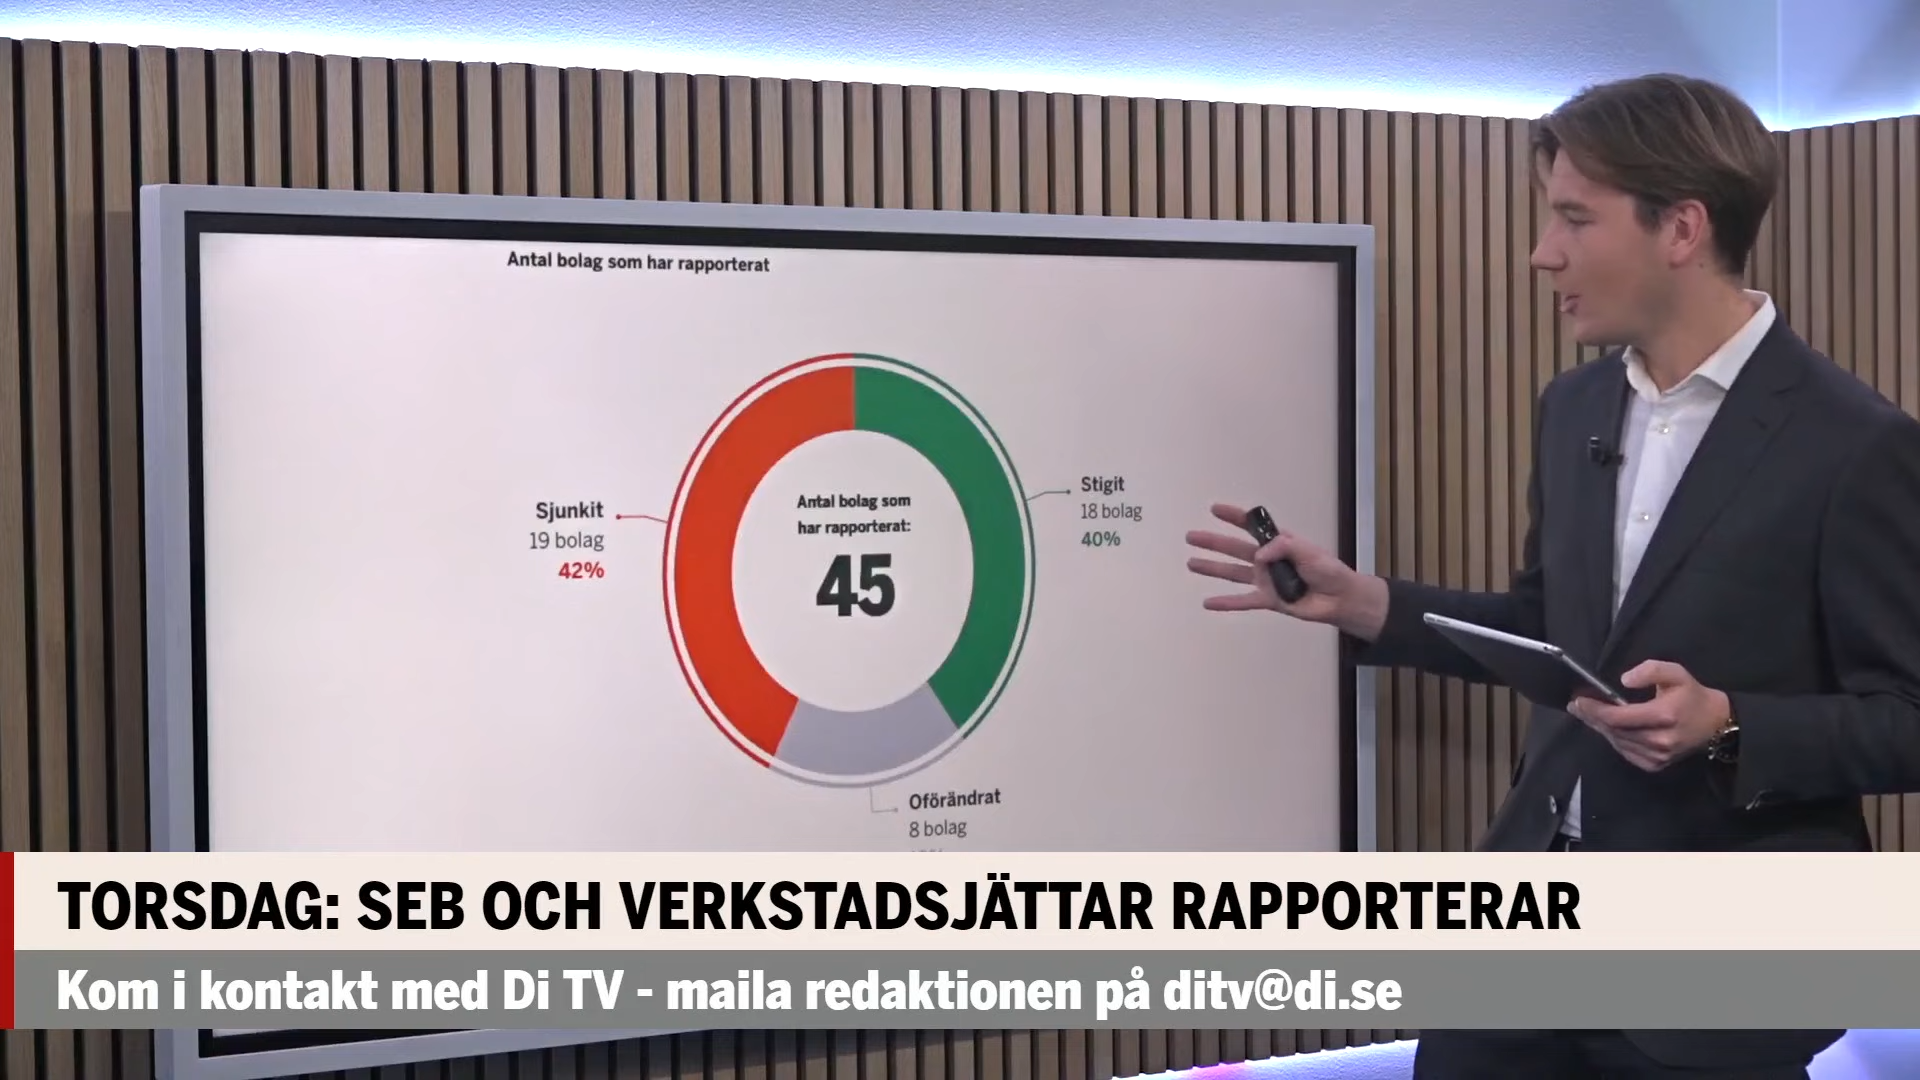 Antal bolag som har rapporterat
Sjunkit
19 bolag
42%
Antal bolag som
har rapporterat:
45
Stigit
18 bolag
40%
Oförändrat
8 bolag
TORSDAG: SEB OCH VERKSTADSJÄTTAR RAPPORTERAR
Kom i kontakt med Di TV - maila redaktionen på ditv@di.se